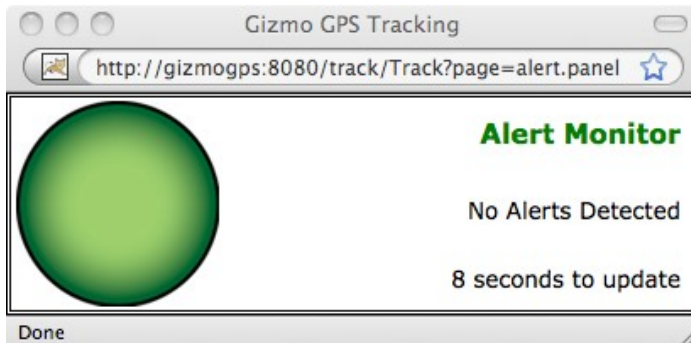 Gizmo GPS Tracking
http://gizmogps:8080/track/Track?page=alert.panel
Alert Monitor
No Alerts Detected
8 seconds to update
Done